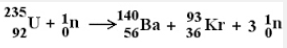 ²³⁵₉₂U + ¹₀n ⟶ ¹⁴⁰₅₆Ba + ⁹³₃₆Kr + 3 ¹₀n